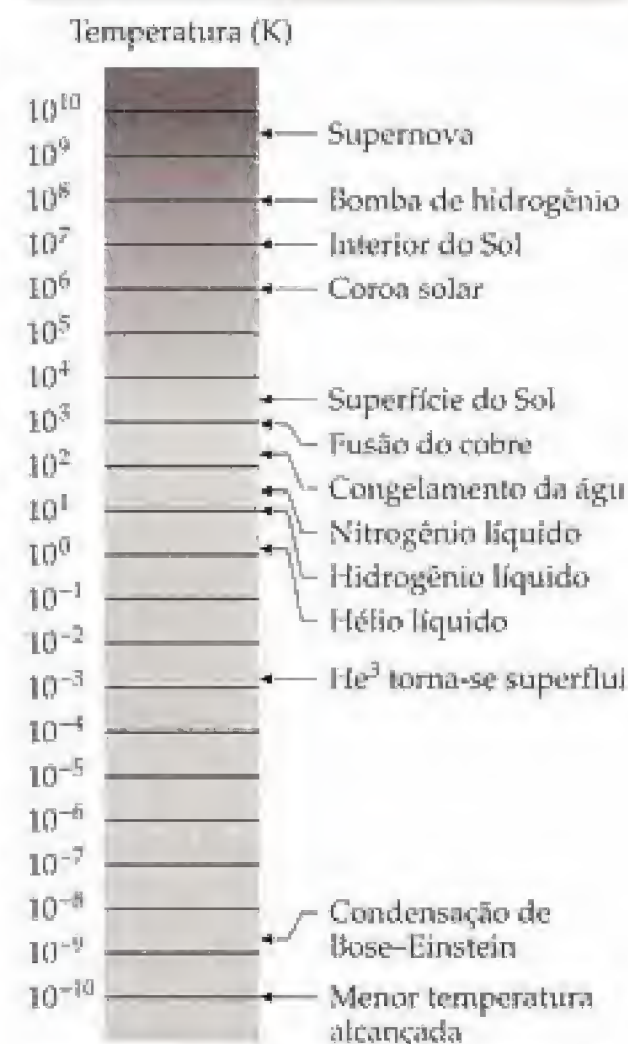 Temperatura (K)
10¹⁰
Supernova
10⁹
10⁸
Bomba de hidrogênio
10⁷
Interior do Sol
10⁶
Coroa solar
10⁵
10⁴
Superfície do Sol
10³
Fusão do cobre
10²
Congelamento da águ
10¹
Nitrogênio líquido
Hidrogênio líquido
10⁰
Hélio líquido
10⁻¹
10⁻²
10⁻³
He³ torna-se superflui
10⁻⁴
10⁻⁵
10⁻⁶
10⁻⁷
10⁻⁸
Condensação de
Bose–Einstein
10⁻⁹
10⁻¹⁰
Menor temperatura
alcançada